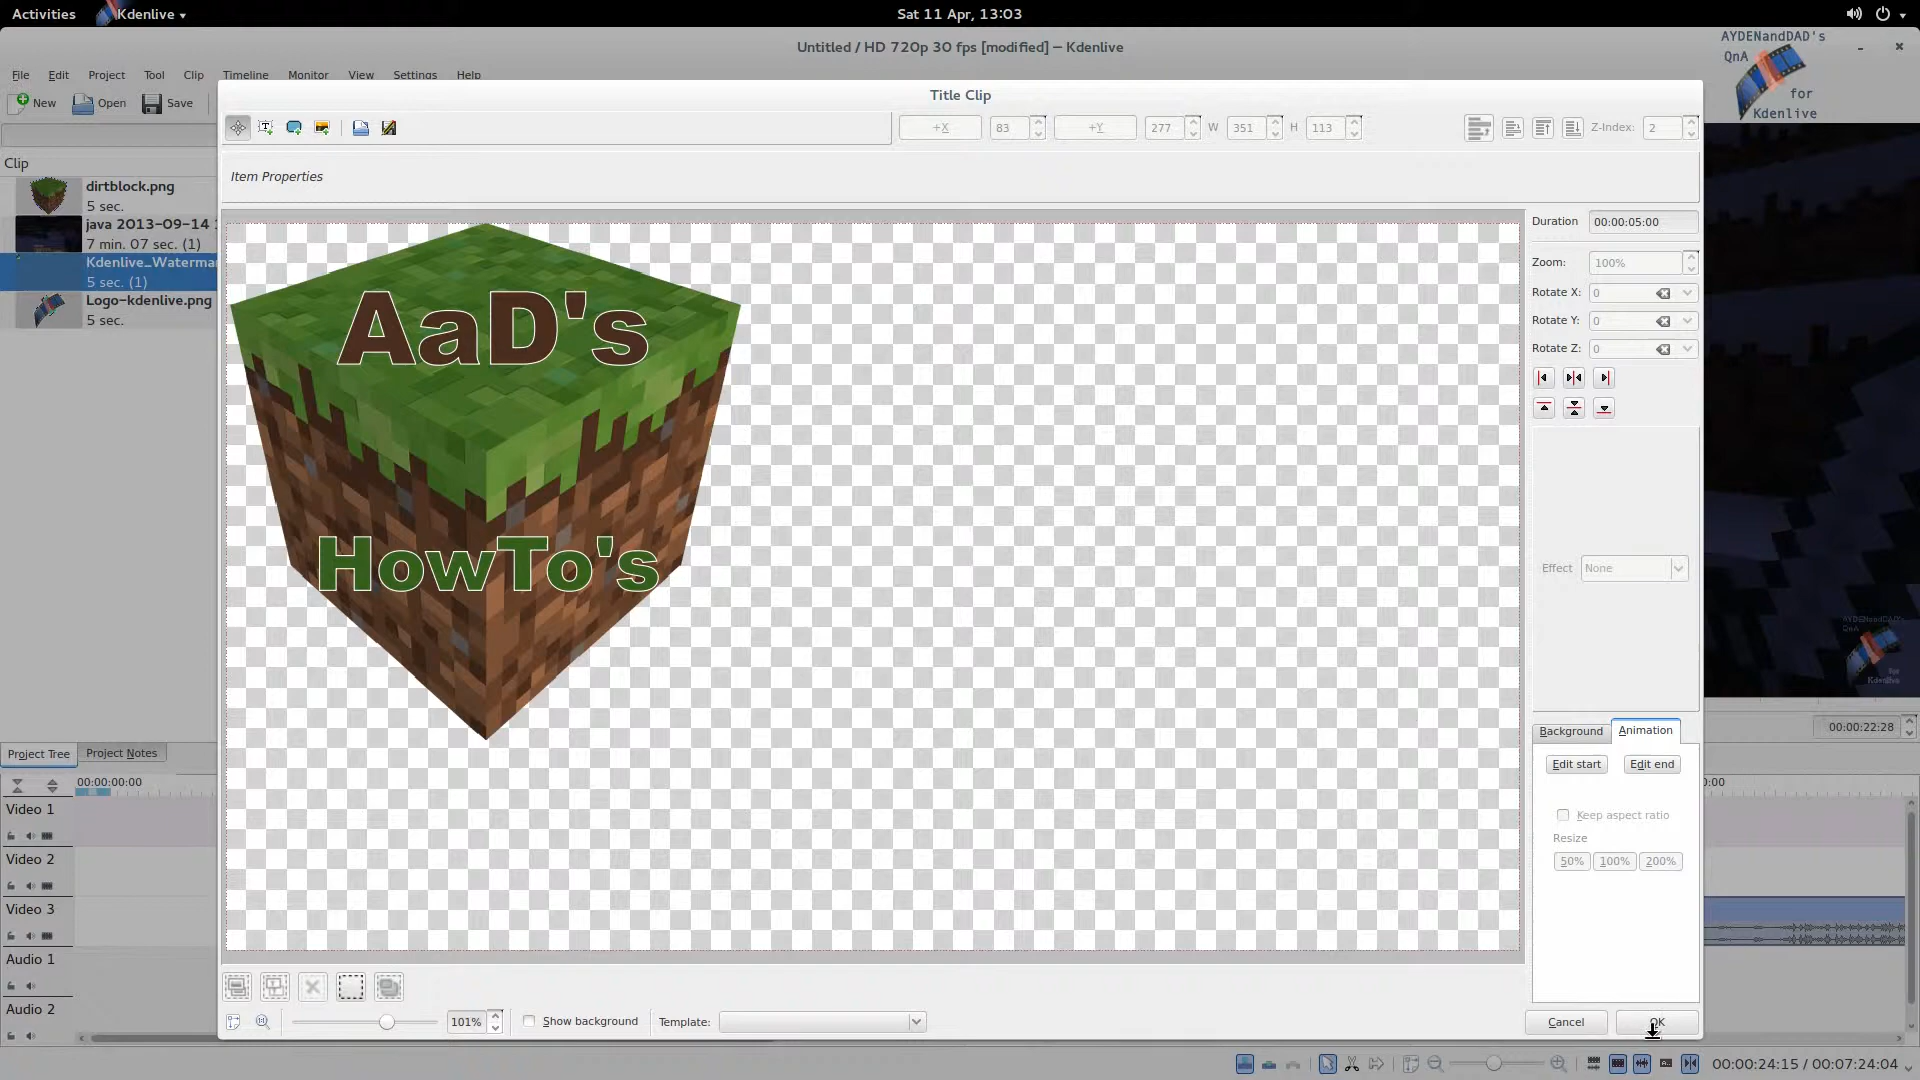 Activities
Kdenlive
Sat 11 Apr, 13:03
Untitled / HD 720p 30 fps [modified] – Kdenlive
AYDENandDAD's
QnA
for
Kdenlive
File Edit Project Tool Clip Timeline Monitor View Settings Help
New Open Save
Title Clip
+X 83 +Y 277 W 351 H 113 Z-Index: 2
Item Properties
Clip
dirtblock.png
5 sec.
java 2013-09-14
7 min. 07 sec. (1)
Kdenlive_Watermar
5 sec. (1)
Logo-kdenlive.png
5 sec.
AaD's
HowTo's
Duration 00:00:05:00
Zoom: 100%
Rotate X: 0
Rotate Y: 0
Rotate Z: 0
Effect None
AYDENandDAD's
QnA
for
Kdenlive
Background Animation
Edit start Edit end
Keep aspect ratio
Resize
50% 100% 200%
00:00:22:28
Project Tree Project Notes
00:00:00:00
:00
Video 1
Video 2
Video 3
Audio 1
Audio 2
101% Show background Template:
Cancel OK
00:00:24:15 / 00:07:24:04